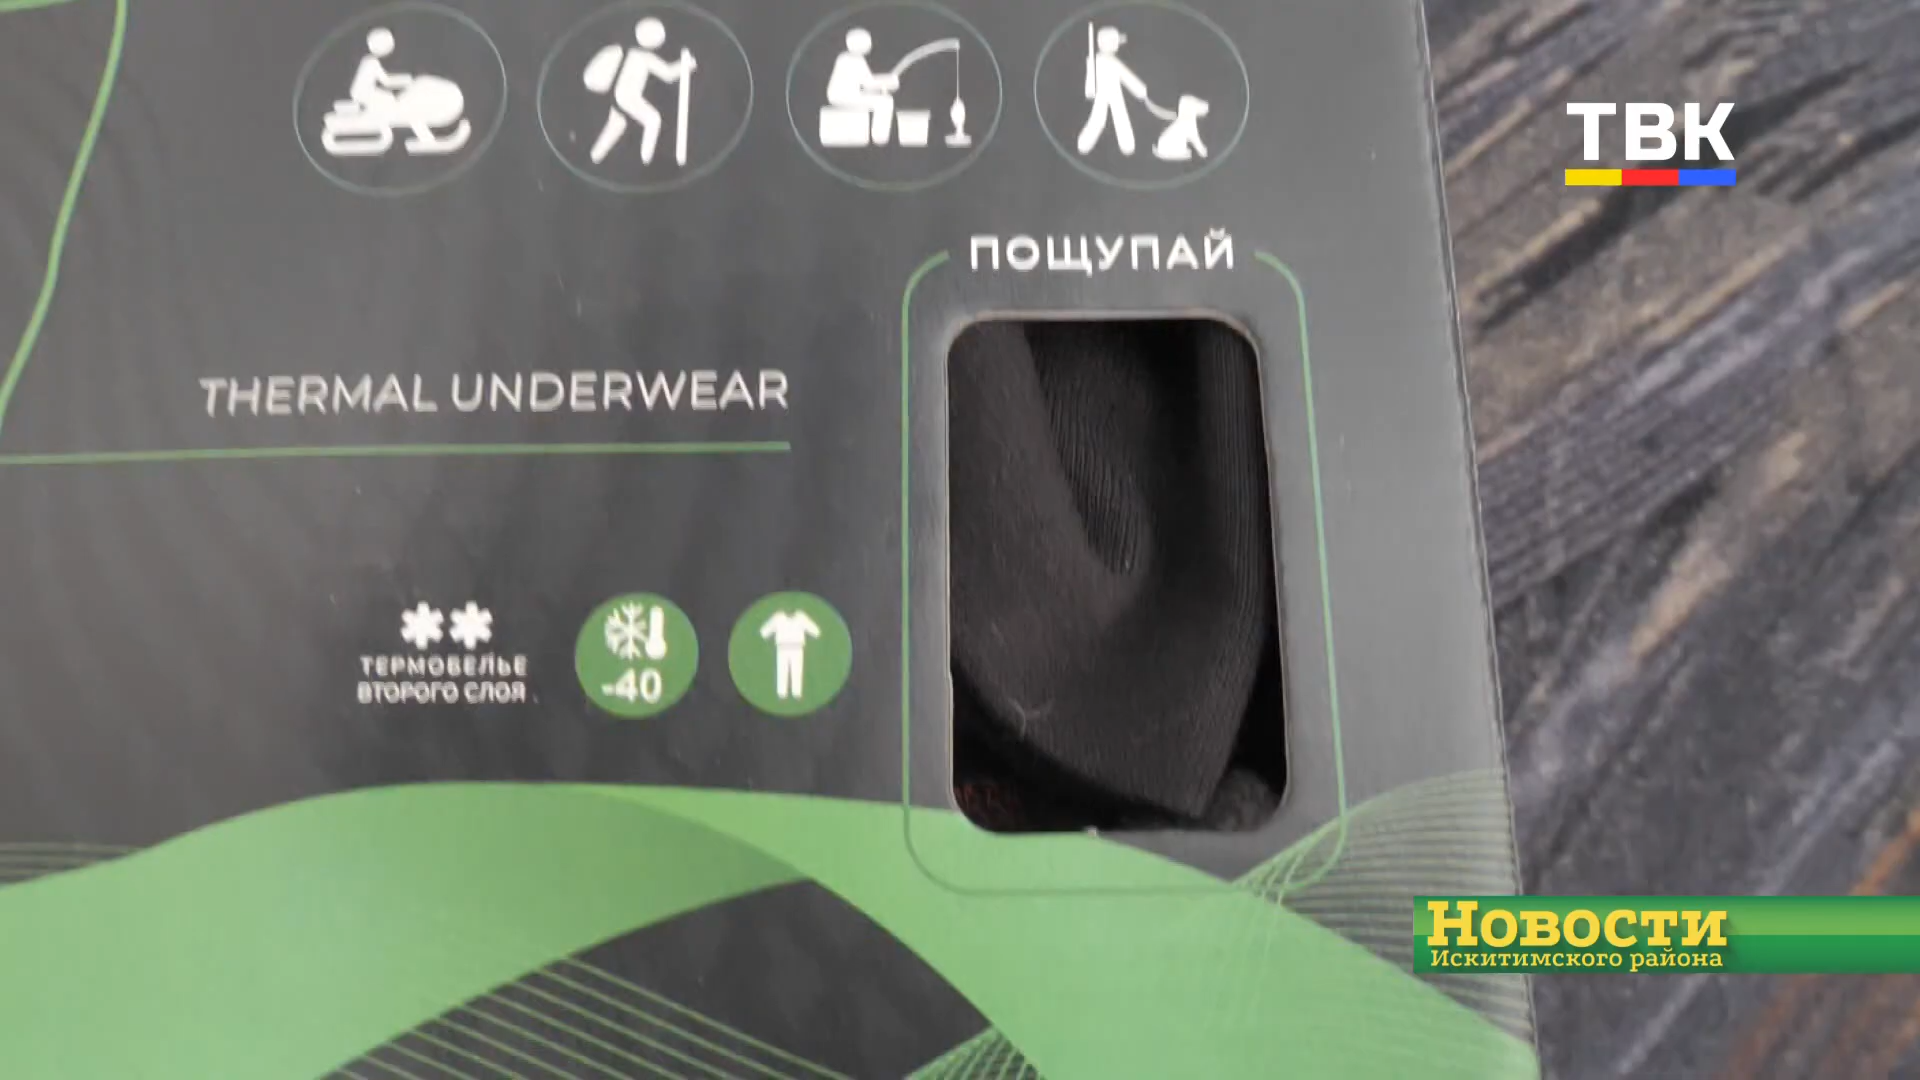 ТВК
ПОЩУПАЙ
THERMAL UNDERWEAR
**
ТЕРМОБЕЛЬЕ
ВТОРОГО СЛОЯ
-40
Новости
Искитимского района